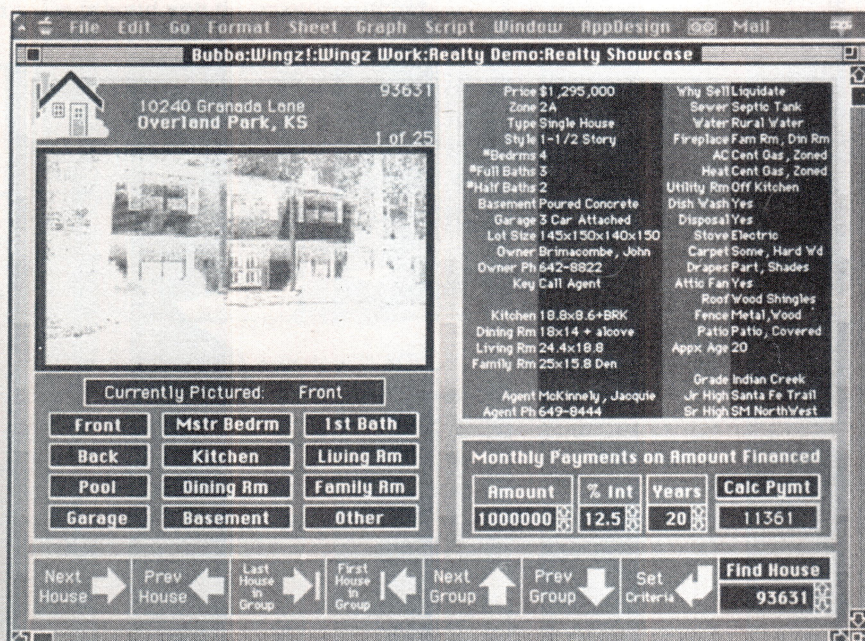 File Edit Go Format Sheet Graph Script Window AppDesign Mail
Bubba:Wingz!:Wingz Work:Realty Demo:Realty Showcase
93631
10240 Granada Lane
Overland Park, KS
1 of 25
Currently Pictured: Front
Front Mstr Bedrm 1st Bath
Back Kitchen Living Rm
Pool Dining Rm Family Rm
Garage Basement Other
Price $1,295,000
Zone 2A
Type Single House
Style 1-1/2 Story
#Bedrms 4
#Full Baths 3
#Half Baths 2
Basement Poured Concrete
Garage 3 Car Attached
Lot Size 145x150x140x150
Owner Brimacombe, John
Owner Ph 642-8822
Key Call Agent
Kitchen 18.8x8.6+BRK
Dining Rm 18x14 + alcove
Living Rm 24.4x18.8
Family Rm 25x15.8 Den
Agent McKinnely, Jacquie
Agent Ph 649-8444
Why Sell Liquidate
Sewer Septic Tank
Water Rural Water
Fireplace Fam Rm, Din Rm
AC Cent Gas, Zoned
Heat Cent Gas, Zoned
Utility Rm Off Kitchen
Dish Wash Yes
Disposal Yes
Stove Electric
Carpet Some, Hard Wd
Drapes Part, Shades
Attic Fan Yes
Roof Wood Shingles
Fence Metal, Wood
Patio Patio, Covered
Appx Age 20
Grade Indian Creek
Jr High Santa Fe Trail
Sr High SM NorthWest
Monthly Payments on Amount Financed
Amount % Int Years Calc Pymt
1000000 12.5 20 11361
Next House
Prev House
Last House in Group
First House in Group
Next Group
Prev Group
Set Criteria
Find House
93631